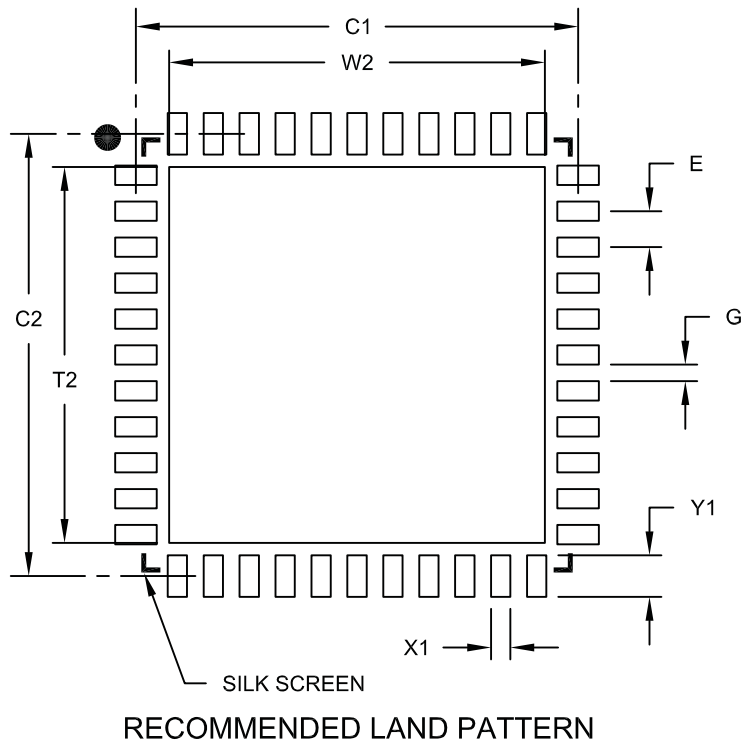 C1
W2
E
C2
G
T2
Y1
X1
SILK SCREEN
RECOMMENDED LAND PATTERN